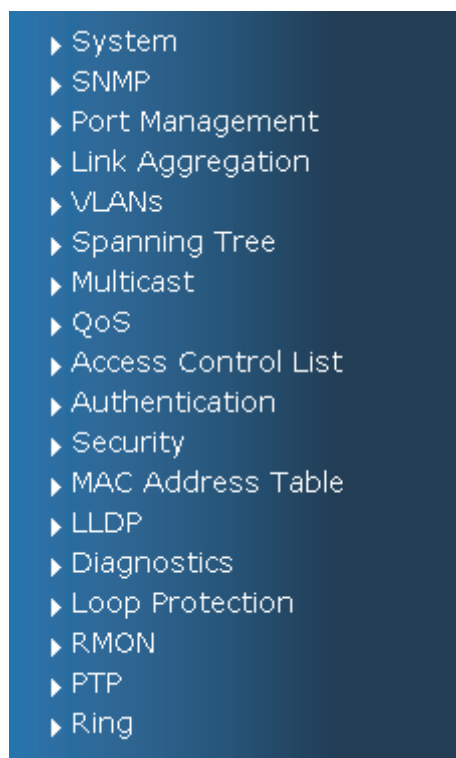 System
SNMP
Port Management
Link Aggregation
VLANs
Spanning Tree
Multicast
QoS
Access Control List
Authentication
Security
MAC Address Table
LLDP
Diagnostics
Loop Protection
RMON
PTP
Ring